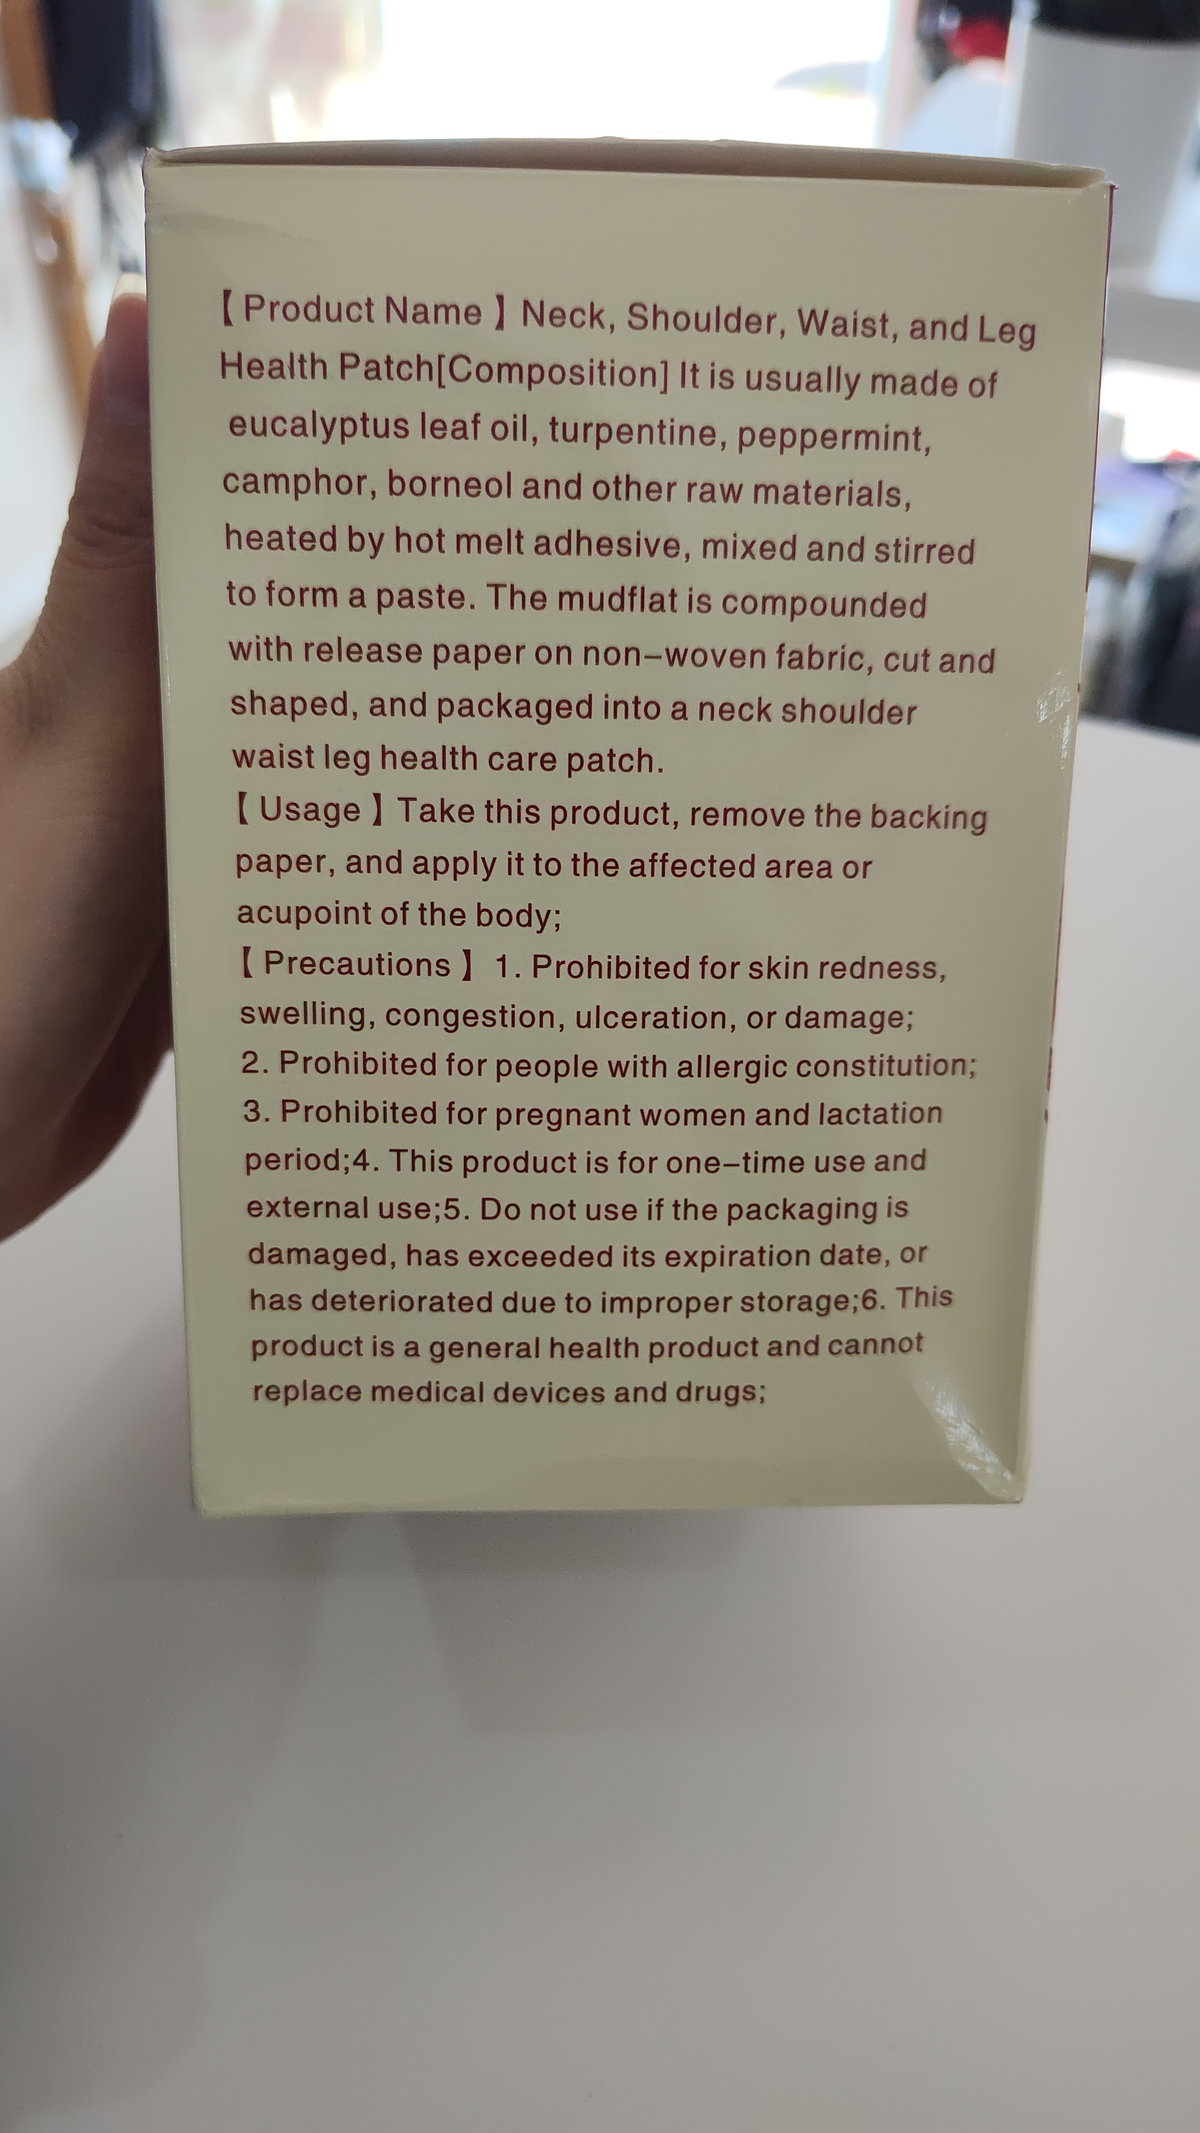 【 Product Name 】 Neck, Shoulder, Waist, and Leg
Health Patch[Composition] It is usually made of
eucalyptus leaf oil, turpentine, peppermint,
camphor, borneol and other raw materials,
heated by hot melt adhesive, mixed and stirred
to form a paste. The mudflat is compounded
with release paper on non–woven fabric, cut and
shaped, and packaged into a neck shoulder
waist leg health care patch.
【 Usage 】 Take this product, remove the backing
paper, and apply it to the affected area or
acupoint of the body;
【 Precautions 】 1. Prohibited for skin redness,
swelling, congestion, ulceration, or damage;
2. Prohibited for people with allergic constitution;
3. Prohibited for pregnant women and lactation
period;4. This product is for one–time use and
external use;5. Do not use if the packaging is
damaged, has exceeded its expiration date, or
has deteriorated due to improper storage;6. This
product is a general health product and cannot
replace medical devices and drugs;